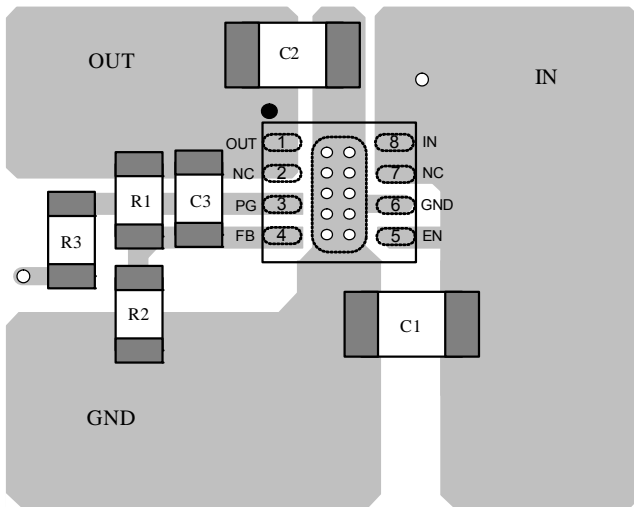 OUT
C2
IN
OUT 1
8 IN
NC 2
7 NC
PG 3
6 GND
FB 4
5 EN
R1
C3
R3
R2
C1
GND